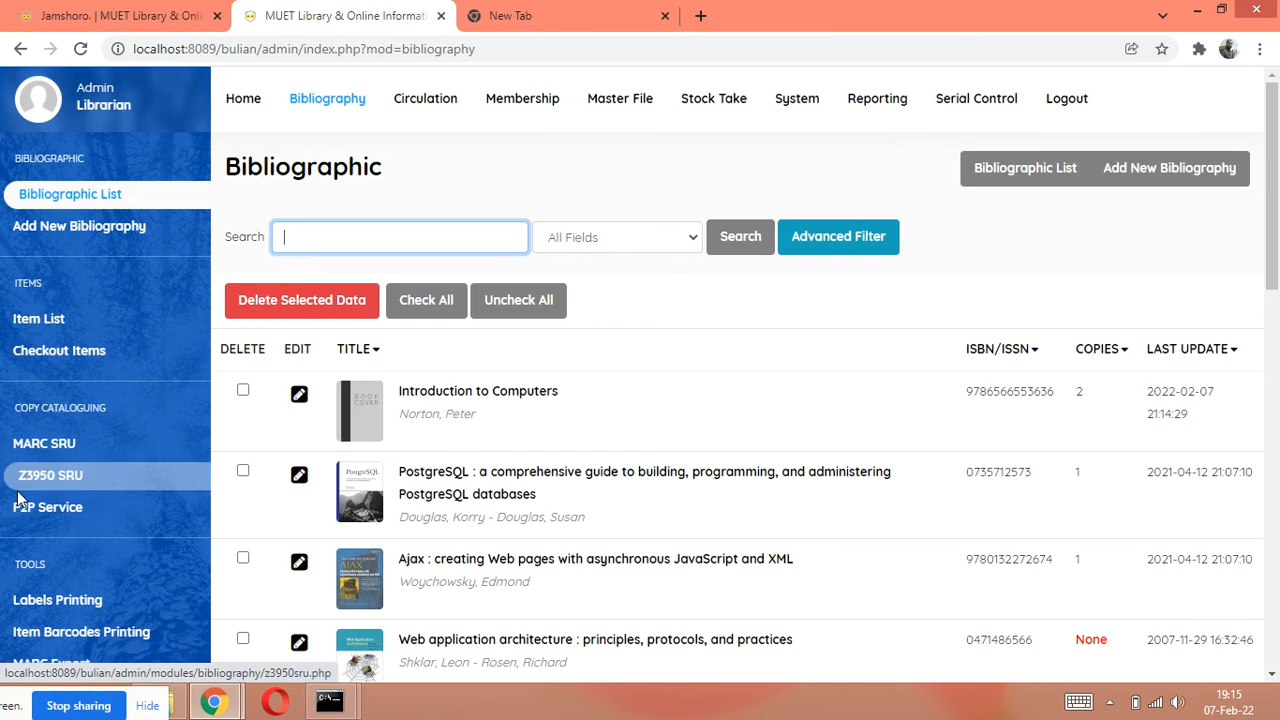 Jamshoro. | MUET Library & Onli
MUET Library & Online Informat
New Tab
localhost:8089/bulian/admin/index.php?mod=bibliography
Admin
Librarian
Home
Bibliography
Circulation
Membership
Master File
Stock Take
System
Reporting
Serial Control
Logout
BIBLIOGRAPHIC
Bibliographic List
Add New Bibliography
ITEMS
Item List
Checkout Items
COPY CATALOGUING
MARC SRU
Z3950 SRU
P2P Service
TOOLS
Labels Printing
Item Barcodes Printing
Bibliographic
Bibliographic List
Add New Bibliography
Search
All Fields
Search
Advanced Filter
Delete Selected Data
Check All
Uncheck All
DELETE EDIT TITLE ISBN/ISSN COPIES LAST UPDATE
BOOK COVER
Introduction to Computers 9786566553636 2 2022-02-07
Norton, Peter 21:14:29
PostgreSQL
PostgreSQL : a comprehensive guide to building, programming, and administering 0735712573 1 2021-04-12 21:07:10
PostgreSQL databases
Douglas, Korry - Douglas, Susan
AJAX
Ajax : creating Web pages with asynchronous JavaScript and XML 9780132272674 1 2021-04-12 21:07:10
Woychowsky, Edmond
Web application architecture : principles, protocols, and practices 0471486566 None 2007-11-29 16:32:46
Shklar, Leon - Rosen, Richard
localhost:8089/bulian/admin/modules/bibliography/z3950sru.php
reen.
Stop sharing
Hide
19:15
07-Feb-22